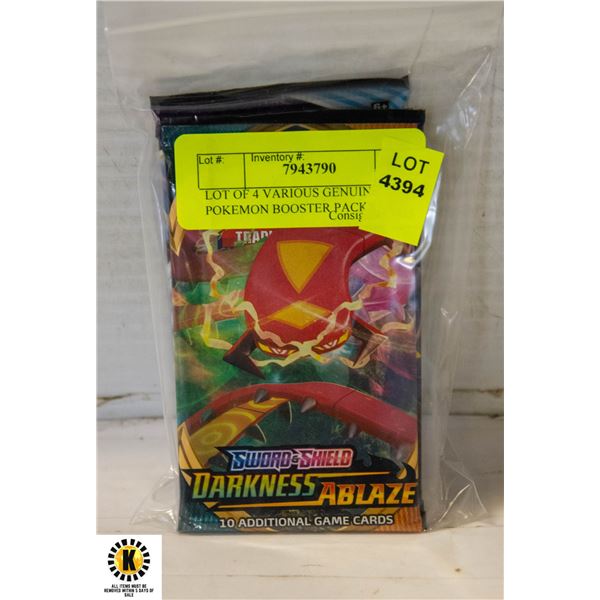 6+
Lot #:
Inventory #:
7943790
LOT
4394
LOT OF 4 VARIOUS GENUIN
POKEMON BOOSTER PACK
Consig
TRAD
SWORD & SHIELD
DARKNESS ABLAZE
10 ADDITIONAL GAME CARDS
K
ALL ITEMS MUST BE
REMOVED WITHIN 5 DAYS OF
SALE